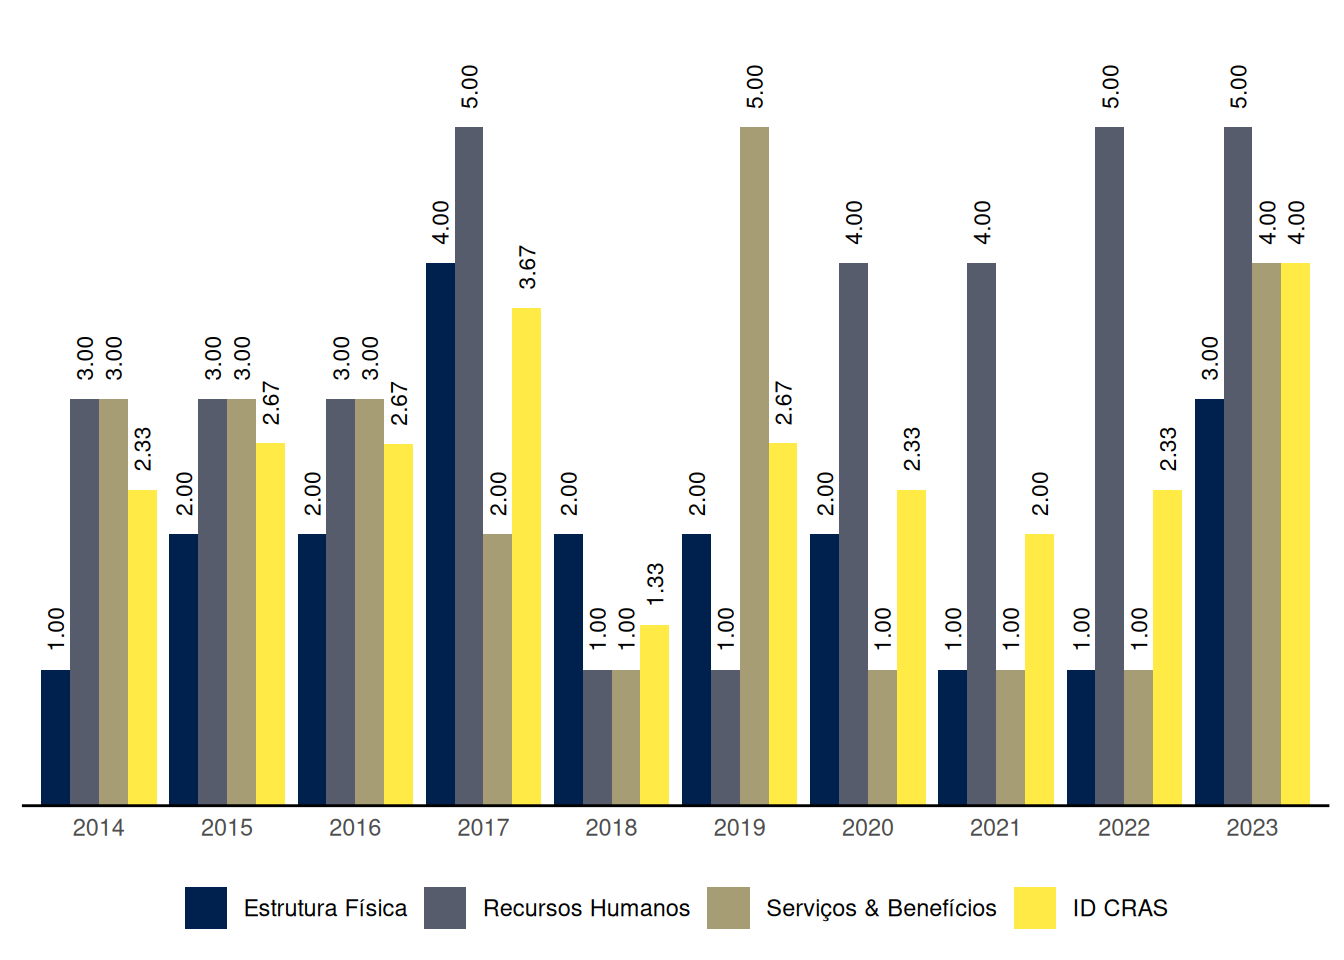 1.00 3.00 3.00 2.33
2.00 3.00 3.00 2.67
2.00 3.00 3.00 2.67
4.00 5.00 2.00 3.67
2.00 1.00 1.00 1.33
2.00 1.00 5.00 2.67
2.00 4.00 1.00 2.33
1.00 4.00 1.00 2.00
1.00 5.00 1.00 2.33
3.00 5.00 4.00 4.00
2014 2015 2016 2017 2018 2019 2020 2021 2022 2023
Estrutura Física Recursos Humanos Serviços & Benefícios ID CRAS